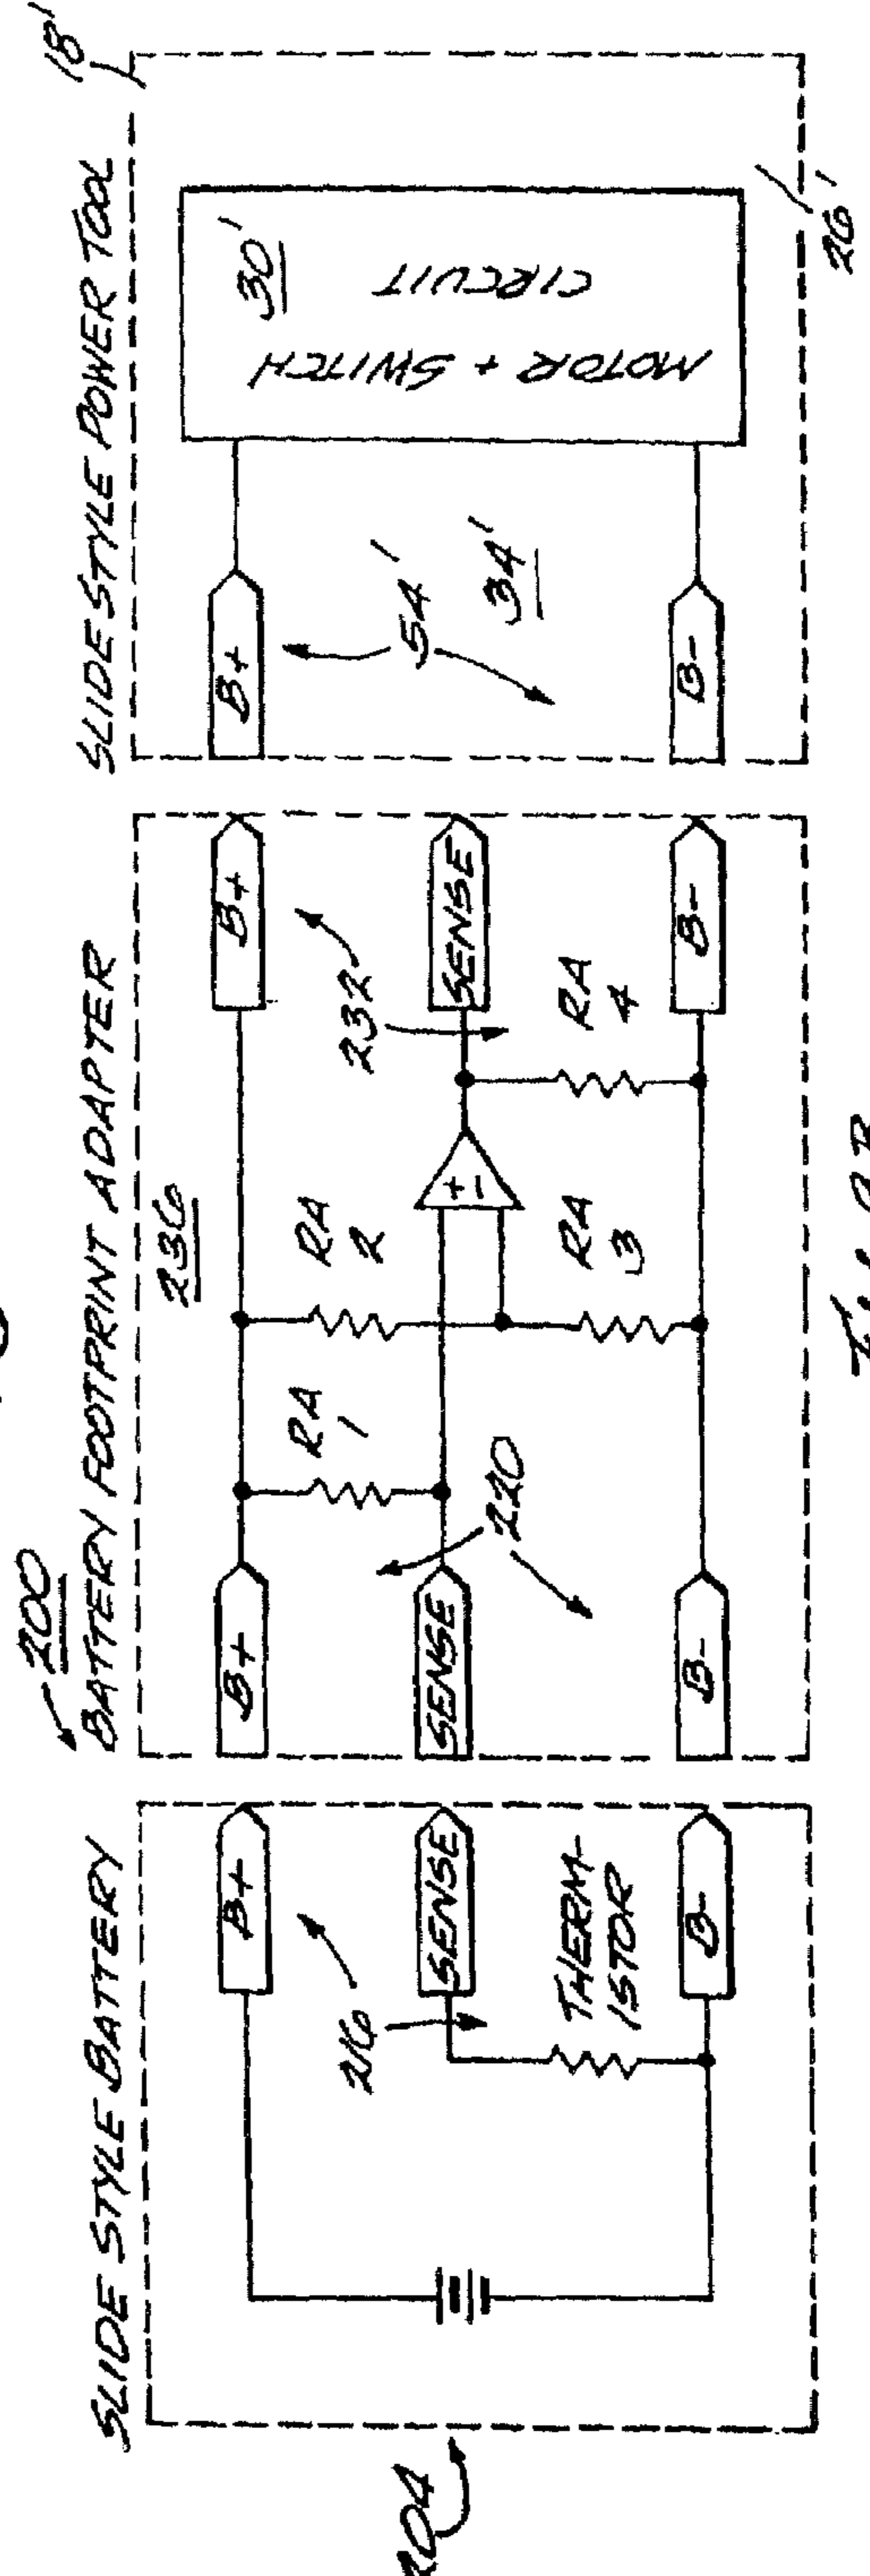 SLIDE STYLE BATTERY
204
B+
SENSE
B-
THERM-
ISTOR
216
200
BATTERY FOOTPRINT ADAPTER
236
B+
SENSE
B-
220
RA
1
RA
2
RA
3
RA
4
+
-
232
B+
SENSE
B-
SLIDE STYLE POWER TOOL
18'
B+
B-
54'
34'
30'
MOTOR + SWITCH
CIRCUIT
26'